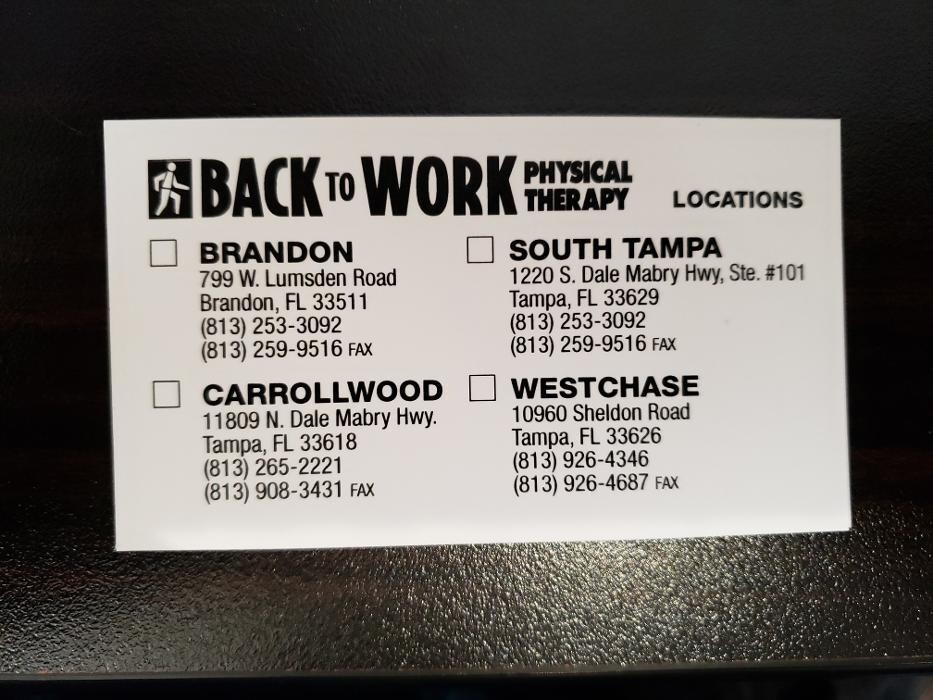 BACK TO WORK PHYSICAL THERAPY
LOCATIONS
BRANDON
799 W. Lumsden Road
Brandon, FL 33511
(813) 253-3092
(813) 259-9516 FAX
SOUTH TAMPA
1220 S. Dale Mabry Hwy, Ste. #101
Tampa, FL 33629
(813) 253-3092
(813) 259-9516 FAX
CARROLLWOOD
11809 N. Dale Mabry Hwy.
Tampa, FL 33618
(813) 265-2221
(813) 908-3431 FAX
WESTCHASE
10960 Sheldon Road
Tampa, FL 33626
(813) 926-4346
(813) 926-4687 FAX